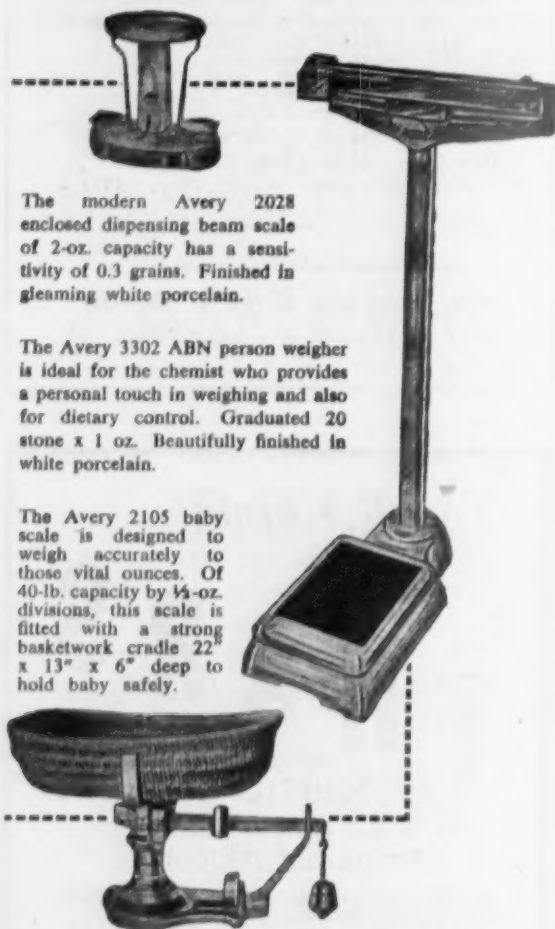 The modern Avery 2028
enclosed dispensing beam scale
of 2-oz. capacity has a sensi-
tivity of 0.3 grains. Finished in
gleaming white porcelain.
The Avery 3302 ABN person weigher
is ideal for the chemist who provides
a personal touch in weighing and also
for dietary control. Graduated 20
stone x 1 oz. Beautifully finished in
white porcelain.
The Avery 2105 baby
scale is designed to
weigh accurately to
those vital ounces. Of
40-lb. capacity by ½-oz.
divisions, this scale is
fitted with a strong
basketwork cradle 22"
x 13" x 6" deep to
hold baby safely.